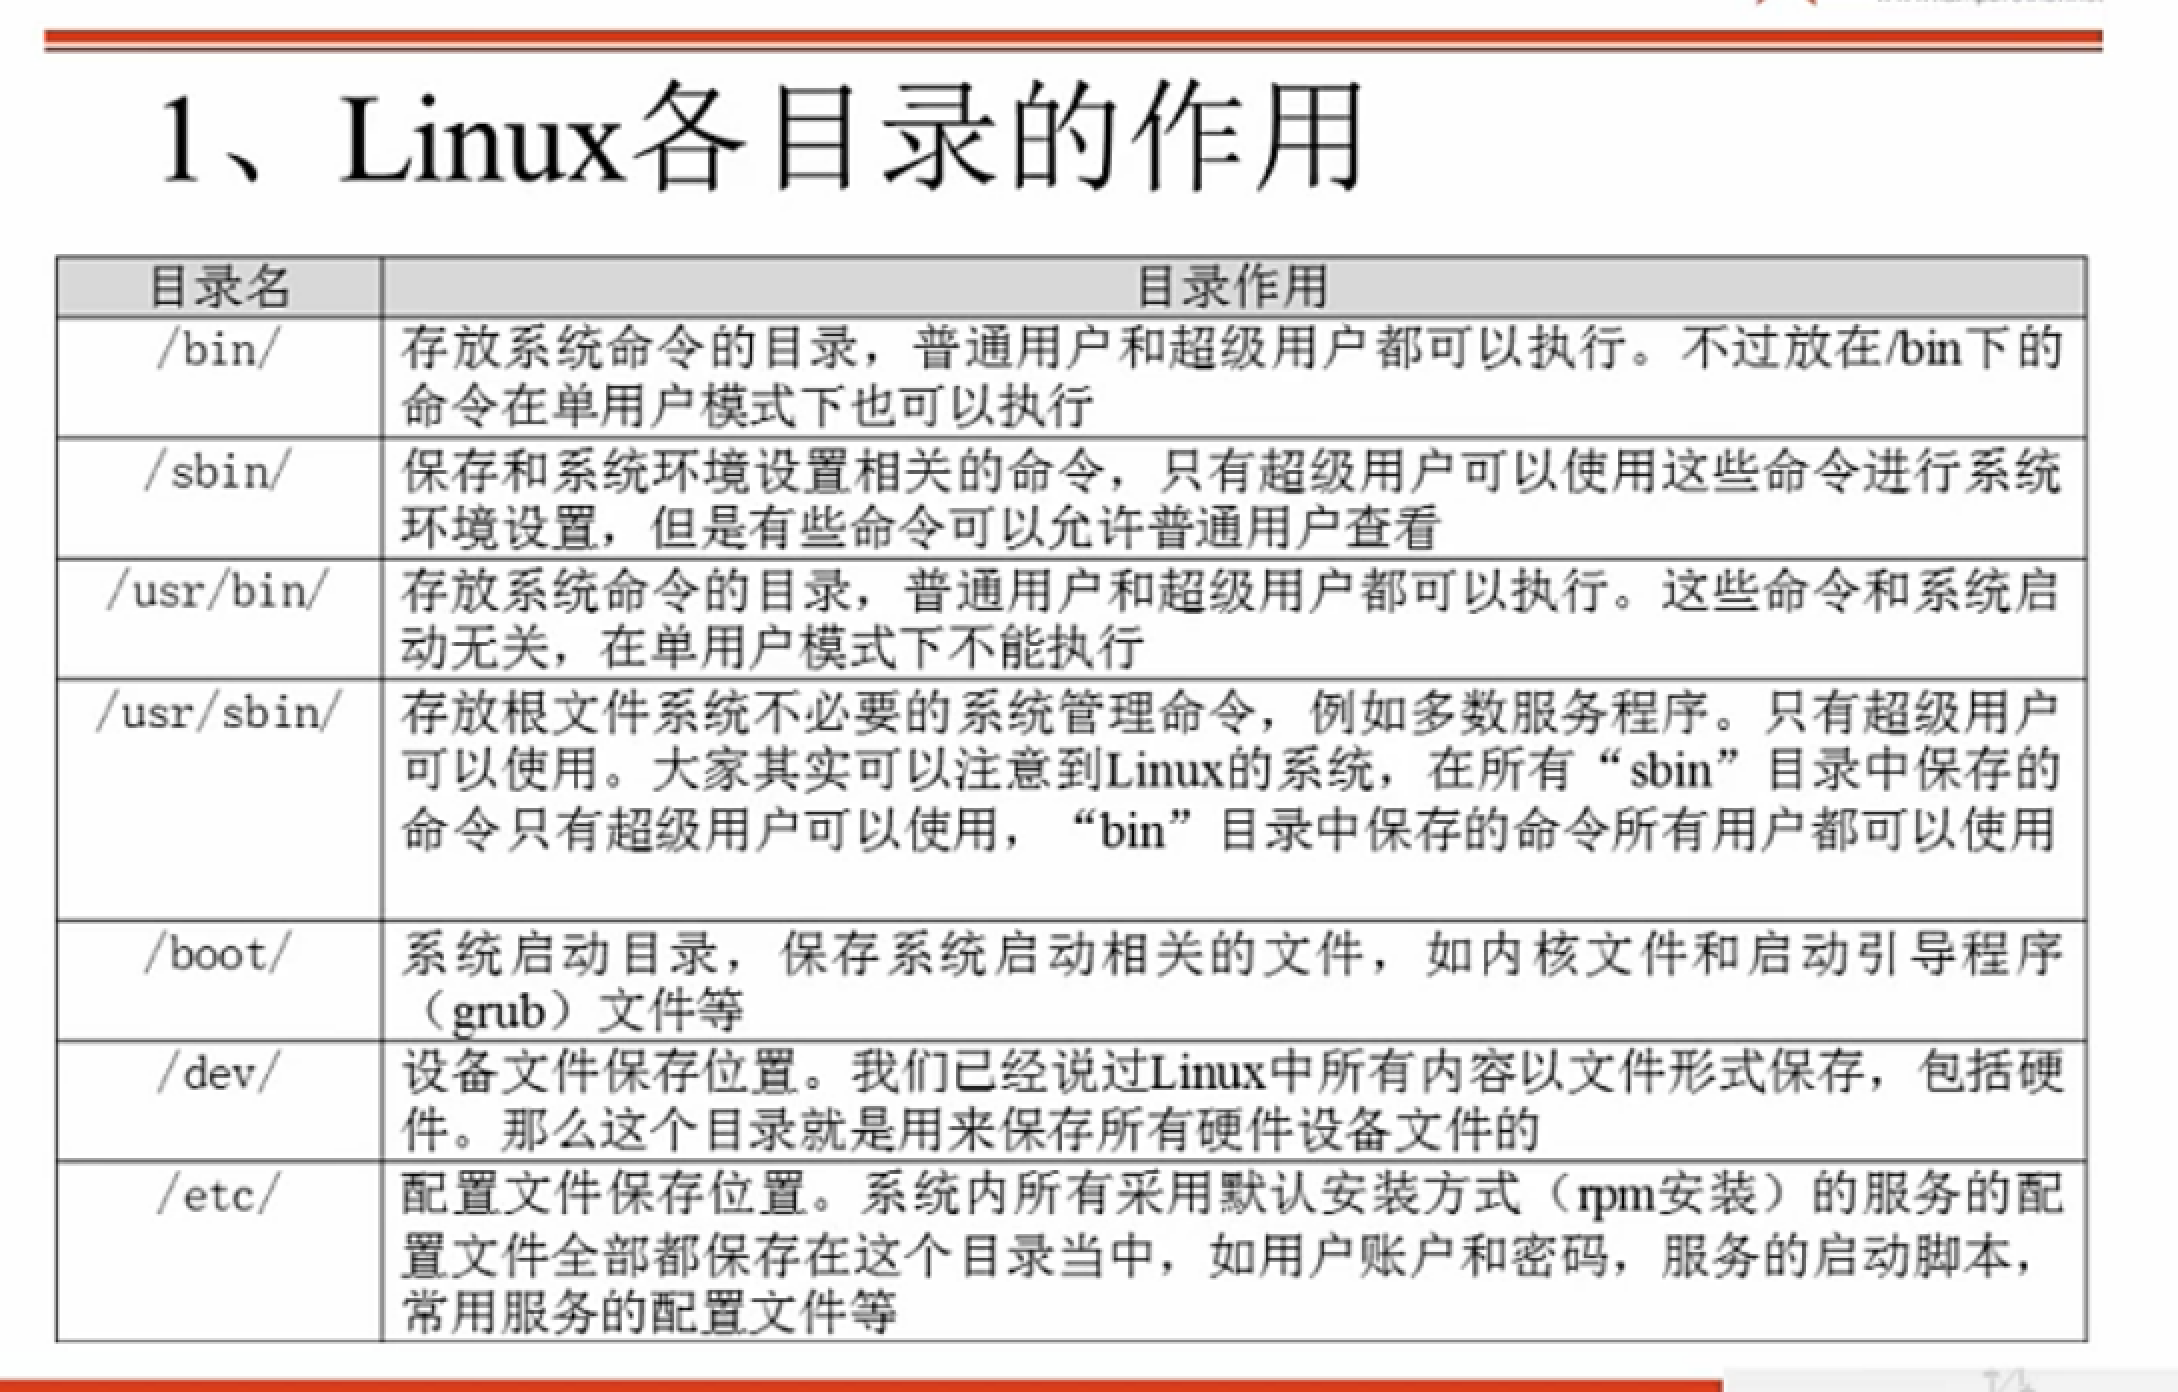 1、Linux各目录的作用
目录名 目录作用
/bin/ 存放系统命令的目录，普通用户和超级用户都可以执行。不过放在/bin下的
命令在单用户模式下也可以执行
/sbin/ 保存和系统环境设置相关的命令，只有超级用户可以使用这些命令进行系统
环境设置，但是有些命令可以允许普通用户查看
/usr/bin/ 存放系统命令的目录，普通用户和超级用户都可以执行。这些命令和系统启
动无关，在单用户模式下不能执行
/usr/sbin/ 存放根文件系统不必要的系统管理命令，例如多数服务程序。只有超级用户
可以使用。大家其实可以注意到Linux的系统，在所有“sbin”目录中保存的
命令只有超级用户可以使用，“bin”目录中保存的命令所有用户都可以使用
/boot/ 系统启动目录，保存系统启动相关的文件，如内核文件和启动引导程序
（grub）文件等
/dev/ 设备文件保存位置。我们已经说过Linux中所有内容以文件形式保存，包括硬
件。那么这个目录就是用来保存所有硬件设备文件的
/etc/ 配置文件保存位置。系统内所有采用默认安装方式（rpm安装）的服务的配
置文件全部都保存在这个目录当中，如用户账户和密码，服务的启动脚本，
常用服务的配置文件等